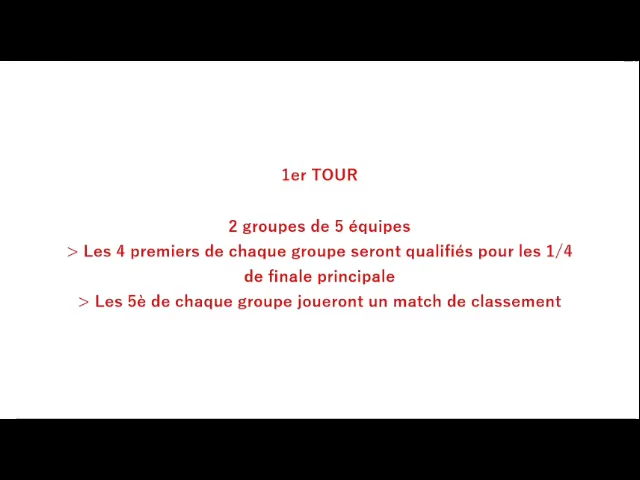 1er TOUR
2 groupes de 5 équipes
> Les 4 premiers de chaque groupe seront qualifiés pour les 1/4
de finale principale
> Les 5è de chaque groupe joueront un match de classement